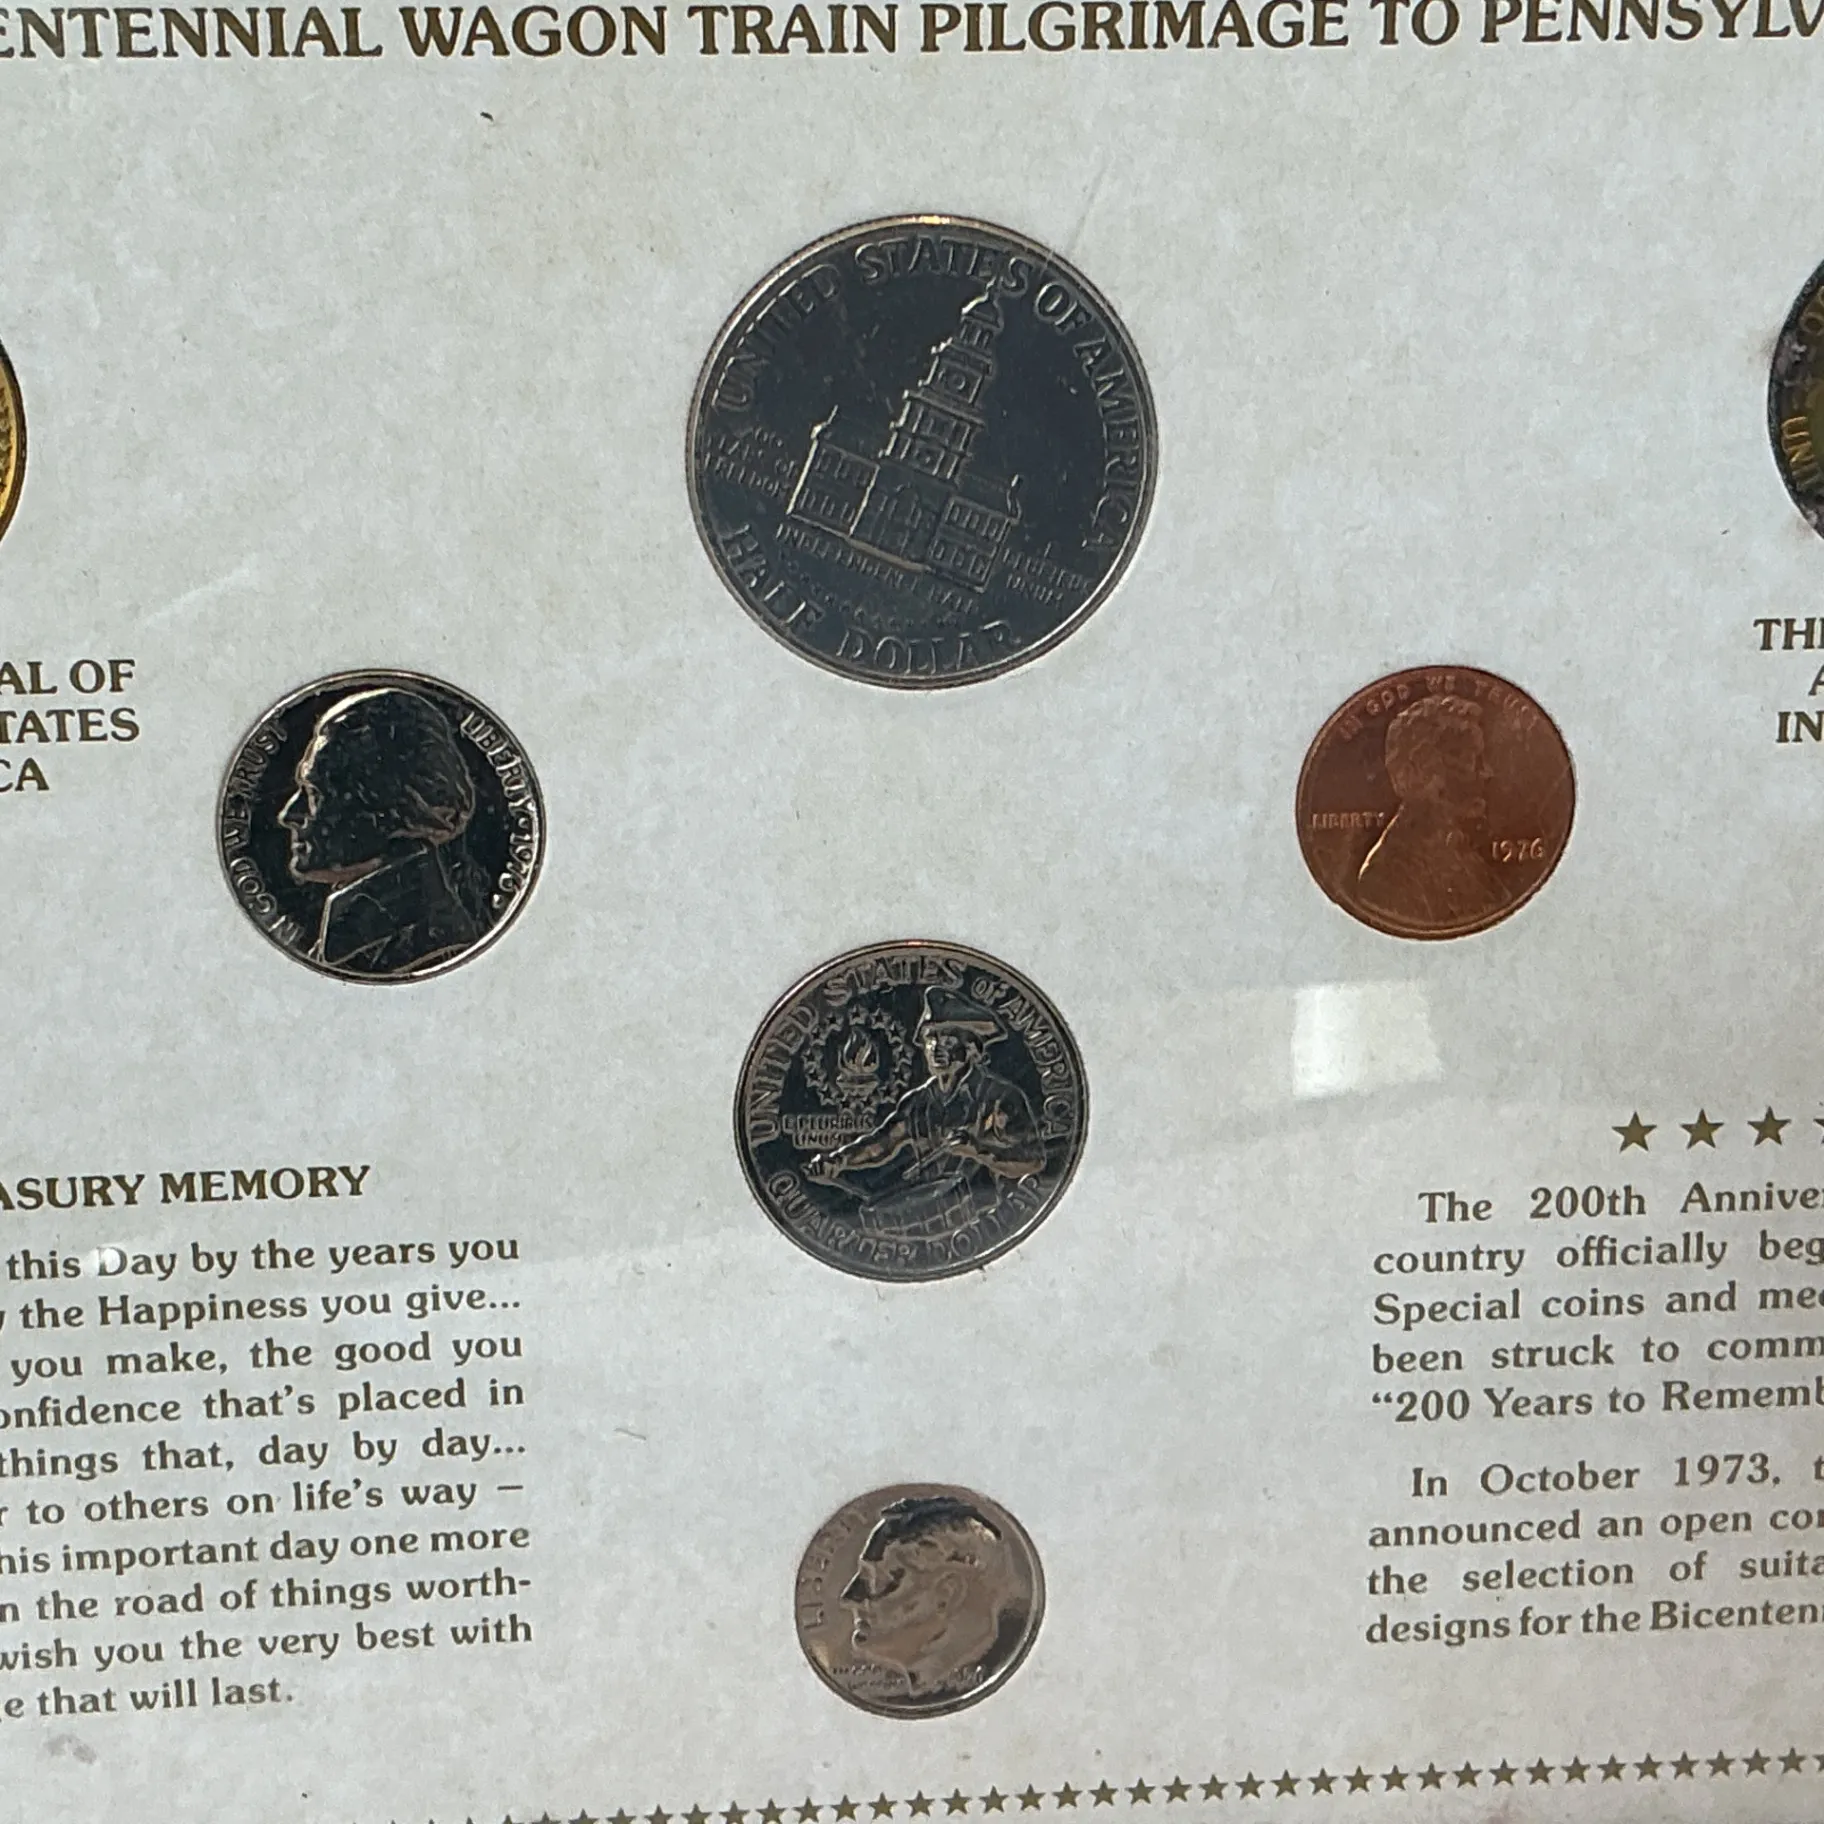 ENTENNIAL WAGON TRAIN PILGRIMAGE TO PENNSYLV
UNITED STATES OF AMERICA
200
YEARS OF
FREEDOM
INDEPENDENCE HALL
E PLURIBUS
UNUM
HALF DOLLAR
AL OF
TATES
CA
IN GOD WE TRUST
LIBERTY • 1976
IN GOD WE TRUST
LIBERTY
1976
TH
IN
UNITED STATES of AMERICA
E PLURIBUS
UNUM
QUARTER DOLLAR
ASURY MEMORY
this Day by the years you
the Happiness you give...
you make, the good you
onfidence that's placed in
things that, day by day...
r to others on life's way –
his important day one more
n the road of things worth-
wish you the very best with
e that will last.
★ ★ ★
The 200th Anniver
country officially beg
Special coins and me
been struck to comm
“200 Years to Rememb
In October 1973, t
announced an open co
the selection of suita
designs for the Bicenten
LIBERTY